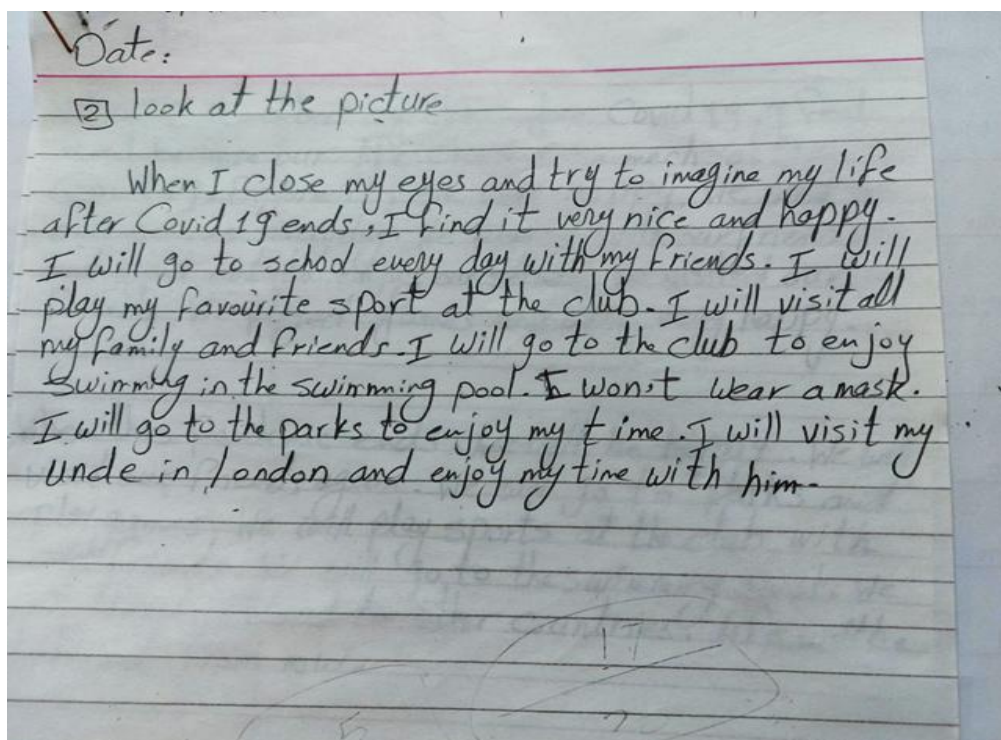 Date:
[2] look at the picture
When I close my eyes and try to imagine my life
after Covid 19 ends, I find it very nice and happy.
I will go to school every day with my friends. I will
play my favourite sport at the club. I will visit all
my family and friends. I will go to the club to enjoy
swimming in the swimming pool. I won't wear a mask.
I will go to the parks to enjoy my time. I will visit my
uncle in london and enjoy my time with him.